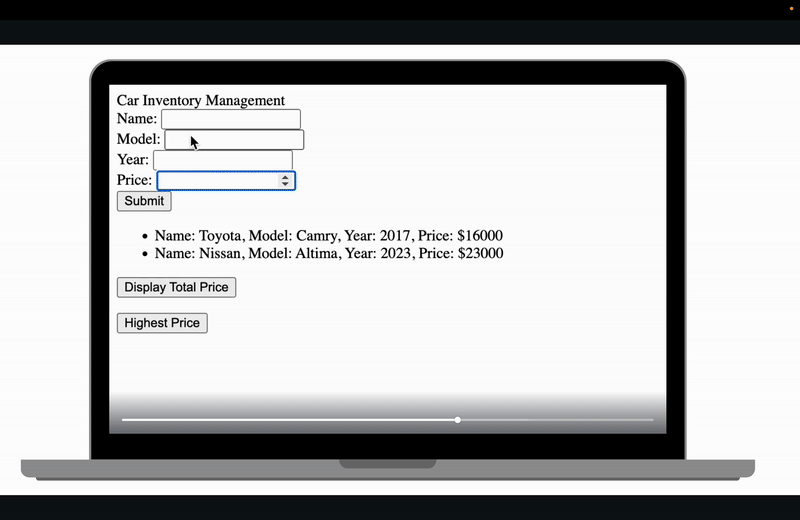 Car Inventory Management
Name:
Model:
Year:
Price:
Submit
Name: Toyota, Model: Camry, Year: 2017, Price: $16000
Name: Nissan, Model: Altima, Year: 2023, Price: $23000
Display Total Price
Highest Price